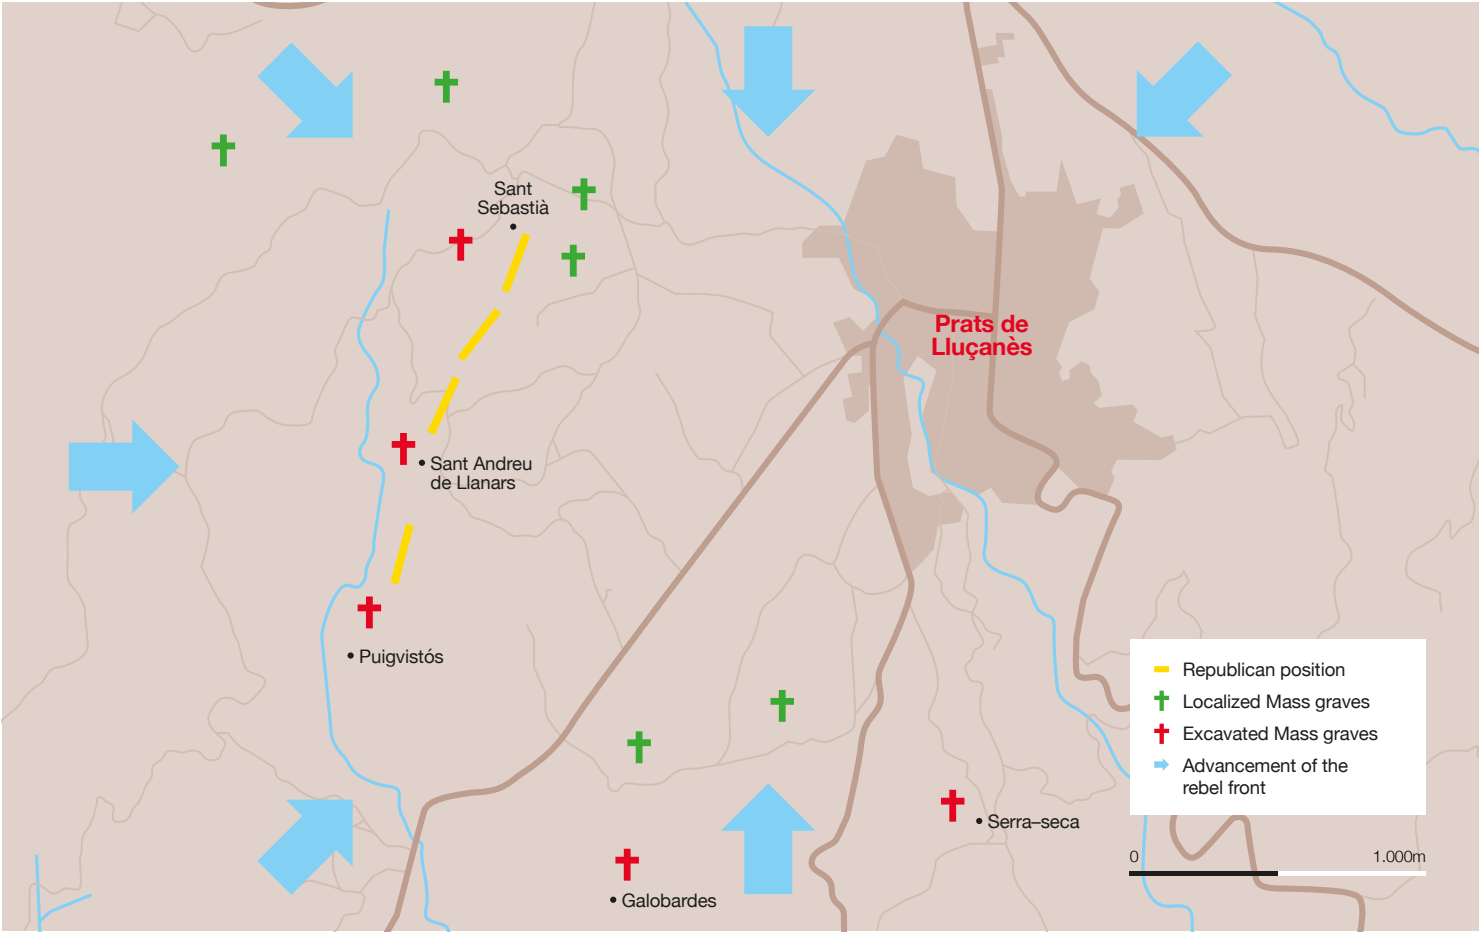 Sant
Sebastià
Prats de
Lluçanès
Sant Andreu
de Llanars
Puigvistós
Republican position
Localized Mass graves
Excavated Mass graves
Advancement of the
rebel front
Serra–seca
0 1.000m
Galobardes